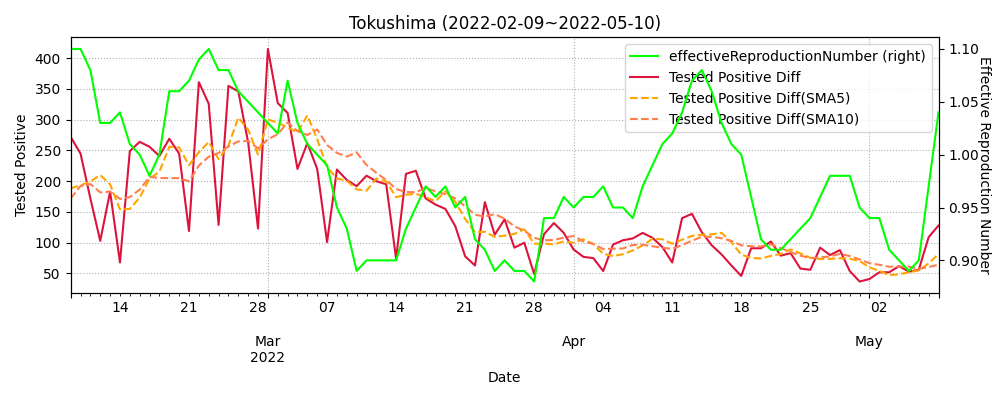 Tokushima (2022-02-09~2022-05-10)
effectiveReproductionNumber (right)
Tested Positive Diff
Tested Positive Diff(SMA5)
Tested Positive Diff(SMA10)
Tested Positive
400
350
300
250
200
150
100
50
1.10
1.05
1.00
0.95
0.90
Effective Reproduction Number
14 21 28 07 14 21 28 04 11 18 25 02
Mar Apr May
2022
Date